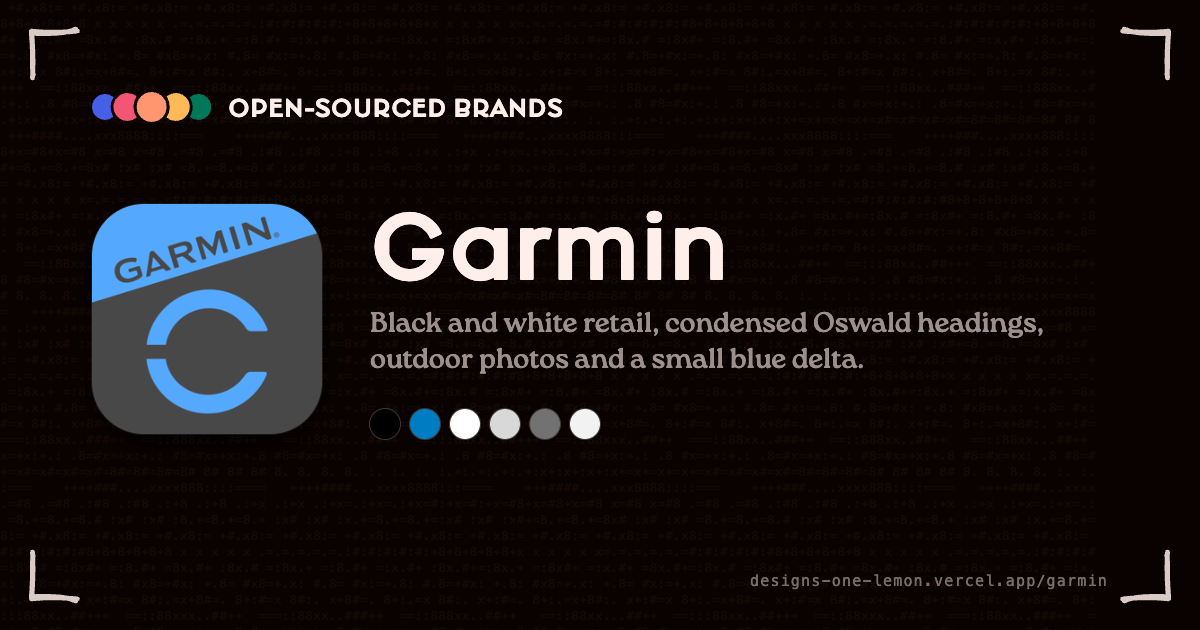 OPEN-SOURCED BRANDS
GARMIN®
Garmin
Black and white retail, condensed Oswald headings,
outdoor photos and a small blue delta.
designs-one-lemon.vercel.app/garmin